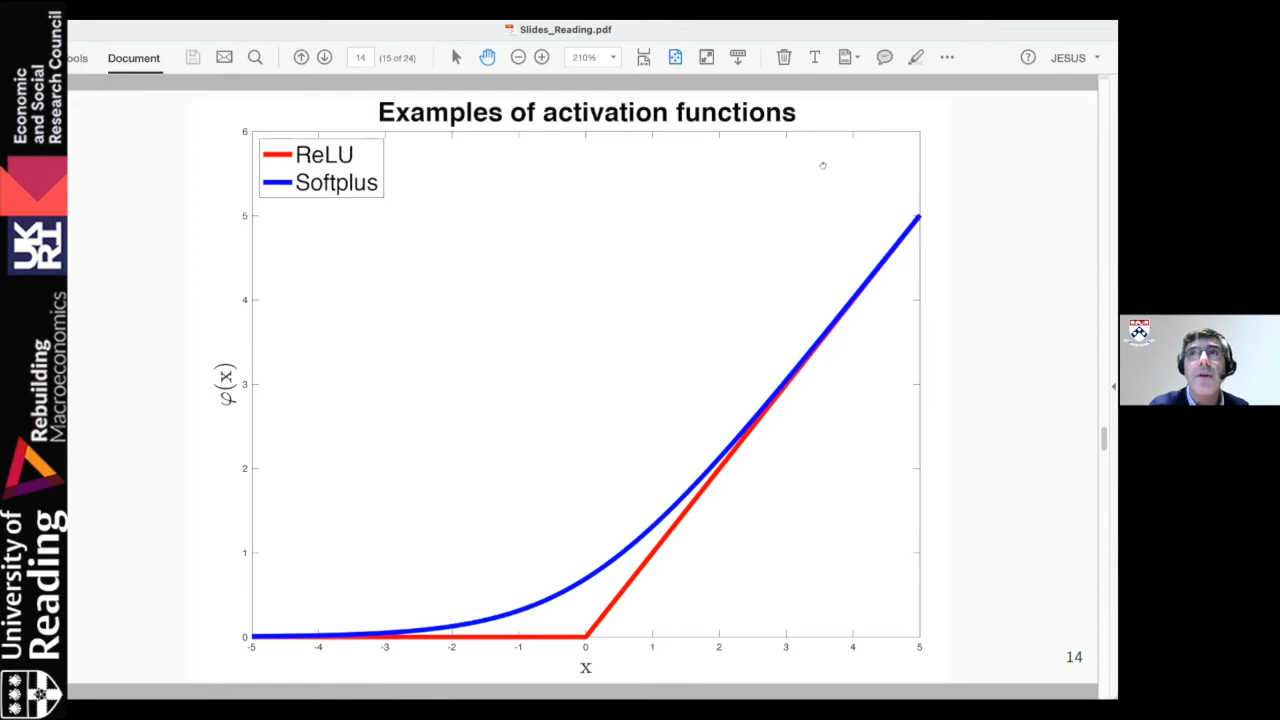 Slides_Reading.pdf
ools
Document
14
(15 of 24)
210%
JESUS
Examples of activation functions
ReLU
Softplus
6
5
4
3
2
1
0
φ(x)
-5
-4
-3
-2
-1
0
1
2
3
4
5
x
14
Economic
and Social
Research Council
UK
RI
Rebuilding
Macroeconomics
University of
Reading